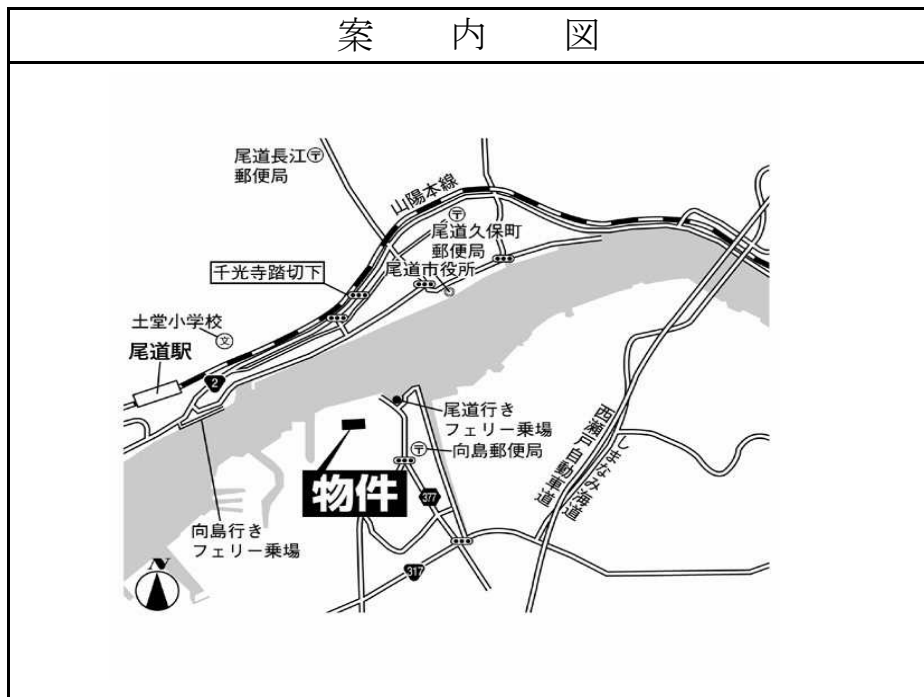 案内図
尾道長江
郵便局
山陽本線
尾道久保町
郵便局
尾道市役所
千光寺踏切下
土堂小学校
文
尾道駅
2
尾道行き
フェリー乗場
向島郵便局
物件
377
向島行き
フェリー乗場
317
しまなみ海道
西瀬戸自動車道
N